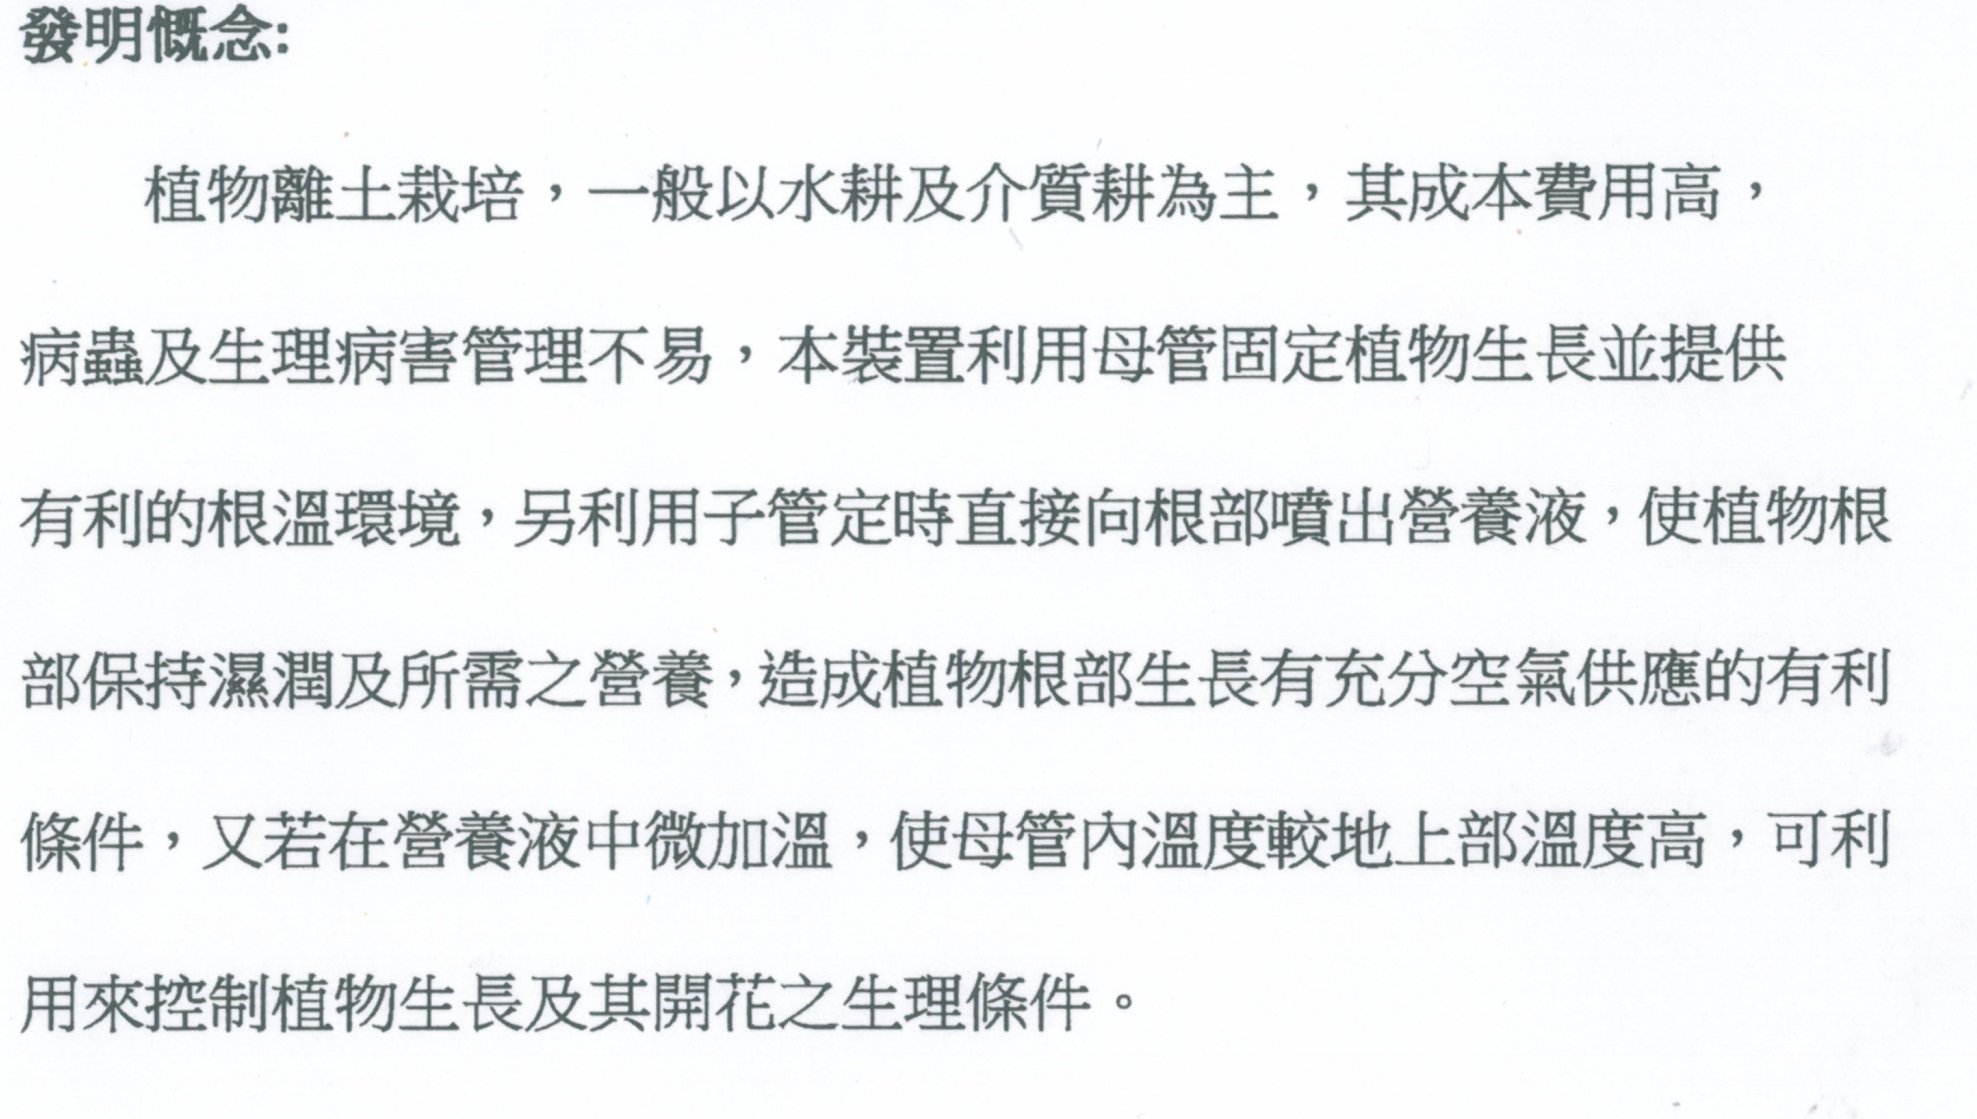 發明慨念:
植物離土栽培，一般以水耕及介質耕為主，其成本費用高，
病蟲及生理病害管理不易，本裝置利用母管固定植物生長並提供
有利的根溫環境，另利用子管定時直接向根部噴出營養液，使植物根
部保持濕潤及所需之營養，造成植物根部生長有充分空氣供應的有利
條件，又若在營養液中微加溫，使母管內溫度較地上部溫度高，可利
用來控制植物生長及其開花之生理條件。